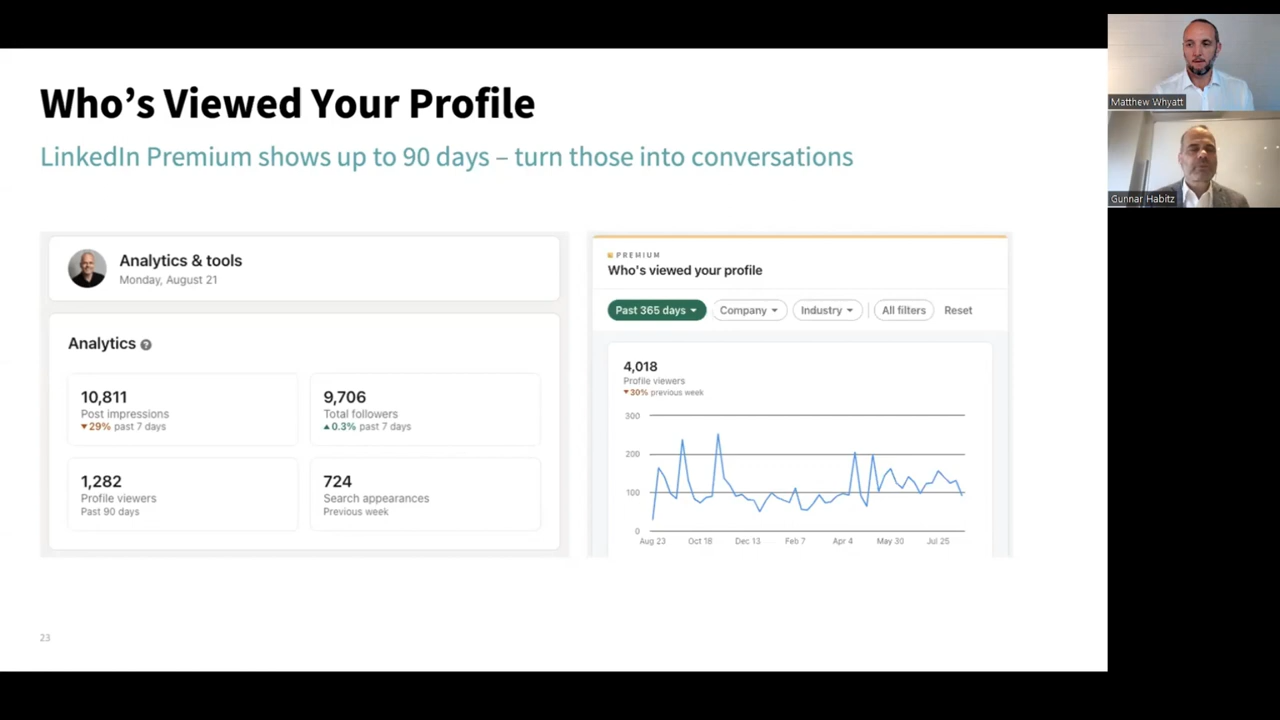 Who's Viewed Your Profile
LinkedIn Premium shows up to 90 days – turn those into conversations
Analytics & tools
Monday, August 21
Analytics ?
10,811
Post impressions
▼29% past 7 days
9,706
Total followers
▲0.3% past 7 days
1,282
Profile viewers
Past 90 days
724
Search appearances
Previous week
PREMIUM
Who's viewed your profile
Past 365 days ▼ Company ▼ Industry ▼ All filters Reset
4,018
Profile viewers
▼30% previous week
300
200
100
0
Aug 23 Oct 18 Dec 13 Feb 7 Apr 4 May 30 Jul 25
23
Matthew Whyatt
Gunnar Habitz